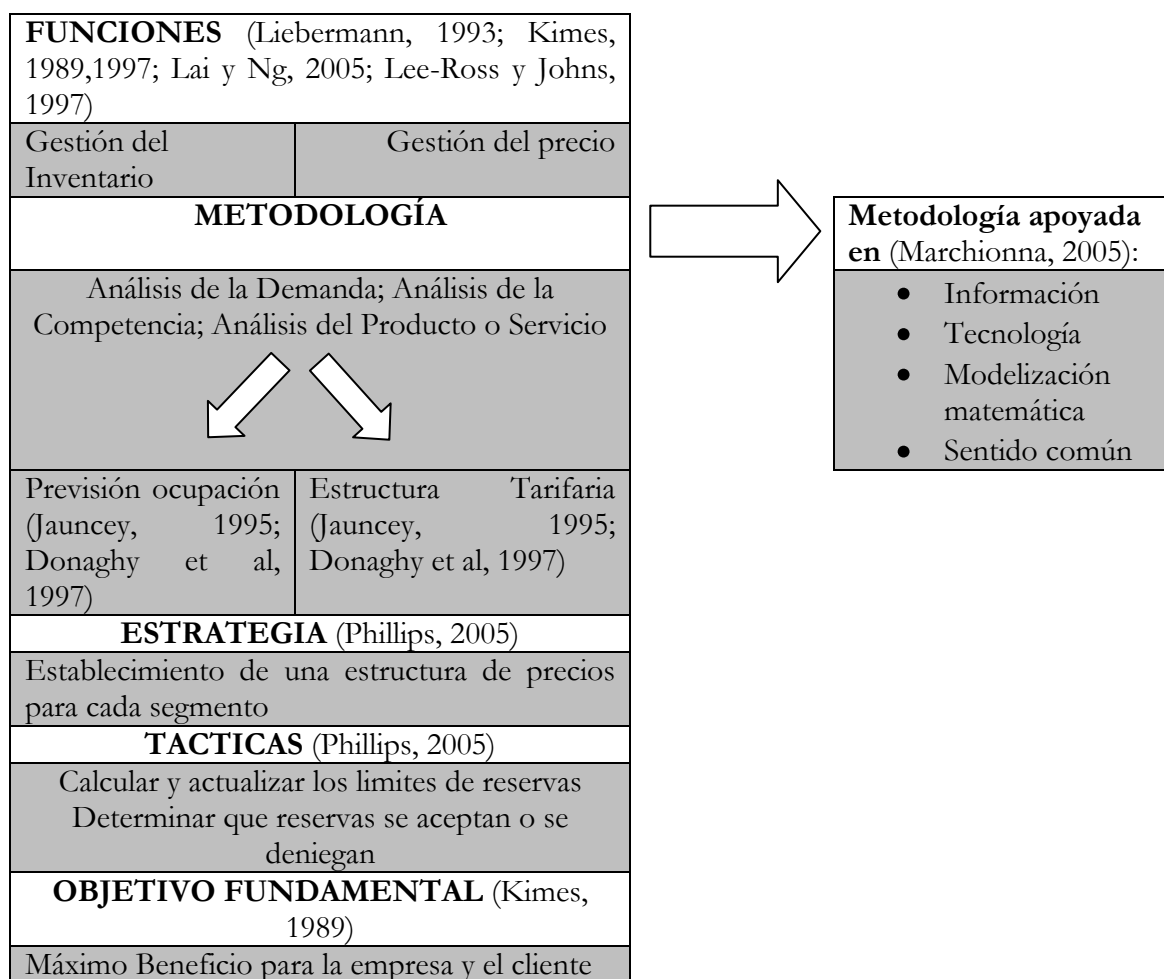 FUNCIONES (Liebermann, 1993; Kimes,
1989,1997; Lai y Ng, 2005; Lee-Ross y Johns,
1997)
Gestión del
Inventario
Gestión del precio
METODOLOGÍA
Análisis de la Demanda; Análisis de la
Competencia; Análisis del Producto o Servicio
Previsión ocupación
(Jauncey, 1995;
Donaghy et al,
1997)
Estructura Tarifaria
(Jauncey, 1995;
Donaghy et al, 1997)
ESTRATEGIA (Phillips, 2005)
Establecimiento de una estructura de precios
para cada segmento
TACTICAS (Phillips, 2005)
Calcular y actualizar los limites de reservas
Determinar que reservas se aceptan o se
deniegan
OBJETIVO FUNDAMENTAL (Kimes,
1989)
Máximo Beneficio para la empresa y el cliente
Metodología apoyada
en (Marchionna, 2005):
• Información
• Tecnología
• Modelización
matemática
• Sentido común